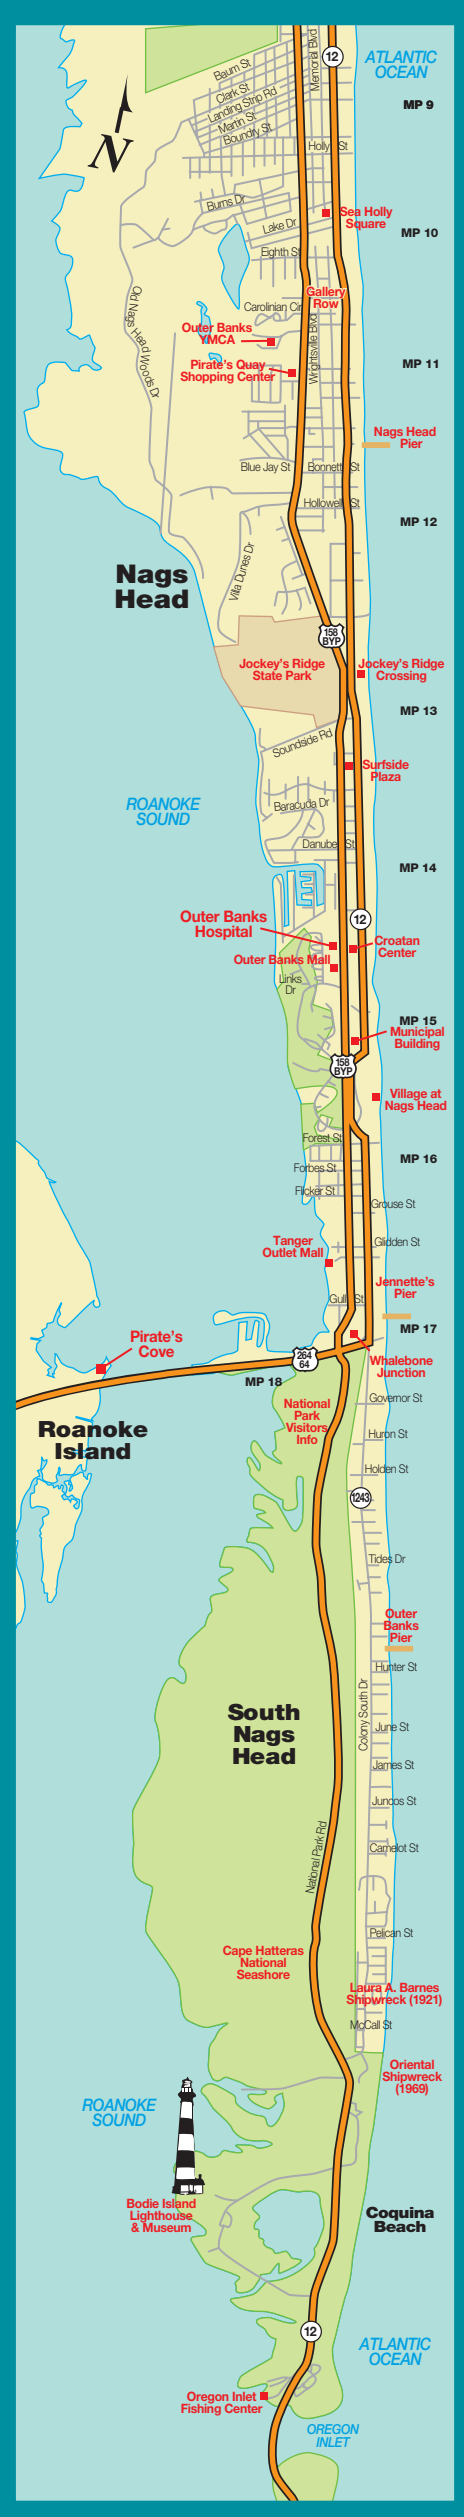 ATLANTIC
OCEAN
12
Memorial Blvd
Baum St
Clark St
Landing Strip Rd
Martin St
Boundry St
MP 9
N
Holly St
Burns Dr
Sea Holly
Square
Lake Dr
MP 10
Eighth St
Old Nags Head Woods Dr
Gallery
Row
Carolinian Cir
Outer Banks
YMCA
Wrightsville Blvd
Pirate's Quay
Shopping Center
MP 11
Nags Head
Pier
Blue Jay St
Bonnett St
Hollowell St
MP 12
Villa Dunes Dr
Nags
Head
158
BYP
Jockey's Ridge
State Park
Jockey's Ridge
Crossing
MP 13
Soundside Rd
Surfside
Plaza
ROANOKE
SOUND
Baracuda Dr
Danube St
MP 14
Outer Banks
Hospital
12
Croatan
Center
Outer Banks Mall
Links
Dr
MP 15
Municipal
Building
158
BYP
Village at
Nags Head
Forest St
MP 16
Forbes St
Flicker St
Grouse St
Glidden St
Tanger
Outlet Mall
Jennette's
Pier
Gull St
MP 17
Pirate's
Cove
264
64
Whalebone
Junction
MP 18
National
Park
Visitors
Info
Governor St
Roanoke
Island
Huron St
Holden St
1243
Tides Dr
Outer
Banks
Pier
Hunter St
Colony South Dr
South
Nags
Head
June St
James St
Juncos St
National Park Rd
Camelot St
Pelican St
Cape Hatteras
National
Seashore
Laura A. Barnes
Shipwreck (1921)
McCall St
Oriental
Shipwreck
(1969)
ROANOKE
SOUND
Bodie Island
Lighthouse
& Museum
Coquina
Beach
12
ATLANTIC
OCEAN
Oregon Inlet
Fishing Center
OREGON
INLET